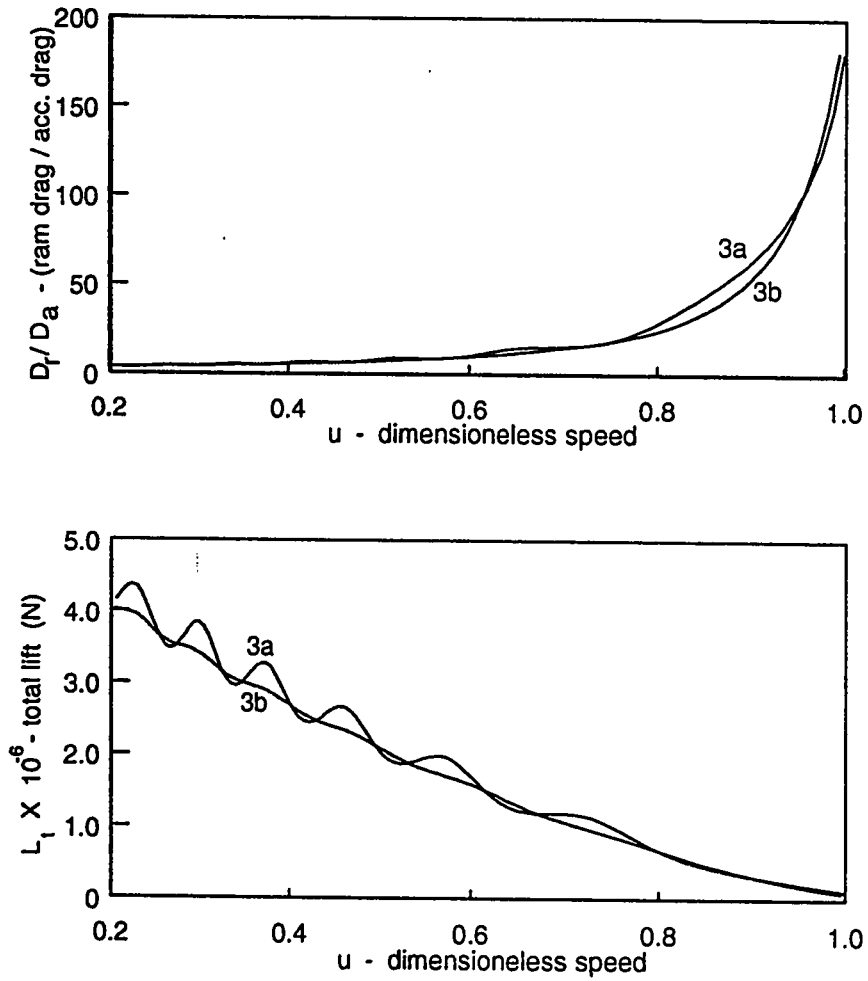 200
150
100
50
0
D_r / D_a - (ram drag / acc. drag)
3a
3b
0.2 0.4 0.6 0.8 1.0
u - dimensioneless speed
5.0
4.0
3.0
2.0
1.0
0
L_t X 10^-6 - total lift (N)
3a
3b
0.2 0.4 0.6 0.8 1.0
u - dimensioneless speed